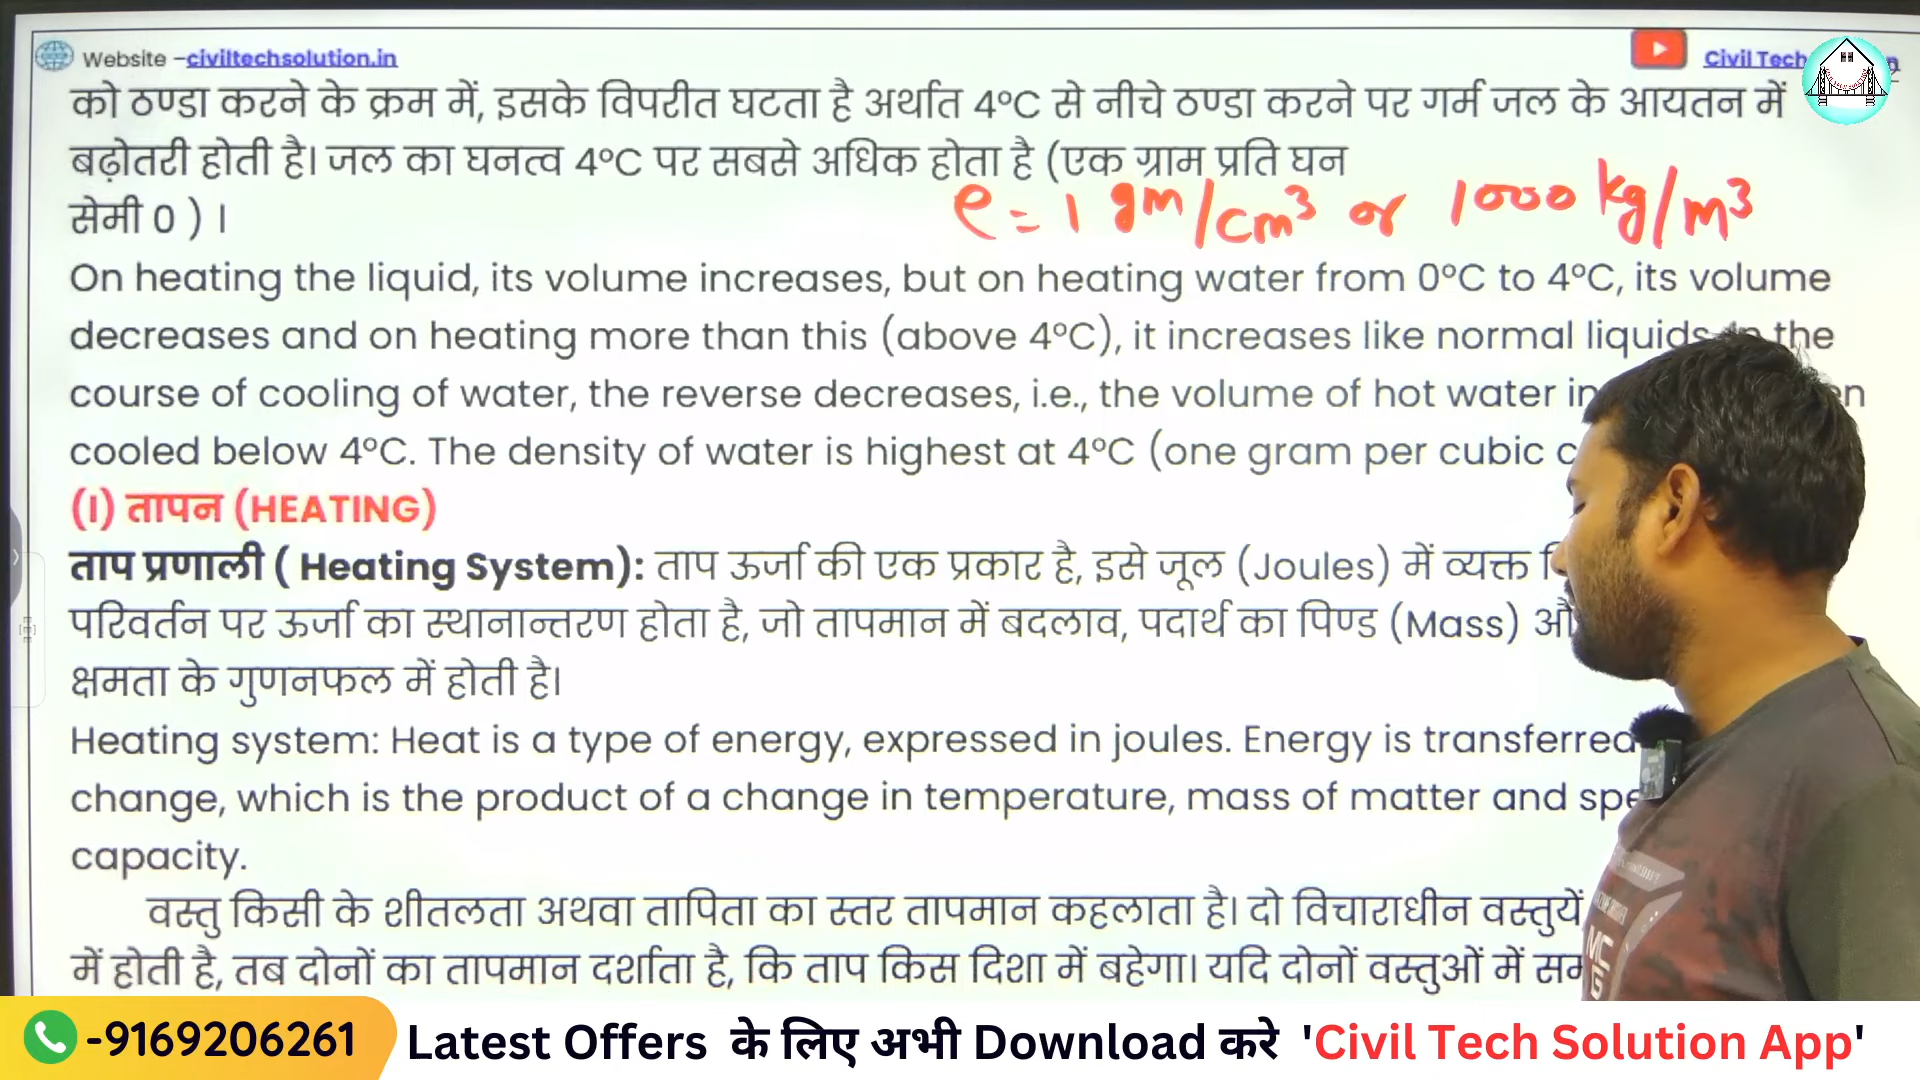 Website –civiltechsolution.in
Civil Tech
को ठण्डा करने के क्रम में, इसके विपरीत घटता है अर्थात 4°C से नीचे ठण्डा करने पर गर्म जल के आयतन में
बढ़ोतरी होती है। जल का घनत्व 4°C पर सबसे अधिक होता है (एक ग्राम प्रति घन
सेमी 0 ) ।
ρ = 1 gm/cm³ or 1000 kg/m³
On heating the liquid, its volume increases, but on heating water from 0°C to 4°C, its volume
decreases and on heating more than this (above 4°C), it increases like normal liquids. In the
course of cooling of water, the reverse decreases, i.e., the volume of hot water
cooled below 4°C. The density of water is highest at 4°C (one gram per cubic
(I) तापन (HEATING)
ताप प्रणाली ( Heating System): ताप ऊर्जा की एक प्रकार है, इसे जूल (Joules) में व्यक्त
परिवर्तन पर ऊर्जा का स्थानान्तरण होता है, जो तापमान में बदलाव, पदार्थ का पिण्ड (Mass)
क्षमता के गुणनफल में होती है।
Heating system: Heat is a type of energy, expressed in joules. Energy is transferred
change, which is the product of a change in temperature, mass of matter and
capacity.
वस्तु किसी के शीतलता अथवा तापिता का स्तर तापमान कहलाता है। दो विचाराधीन वस्तुयें
में होती है, तब दोनों का तापमान दर्शाता है, कि ताप किस दिशा में बहेगा। यदि दोनों वस्तुओं में
MC
G
-9169206261 Latest Offers के लिए अभी Download करे 'Civil Tech Solution App'